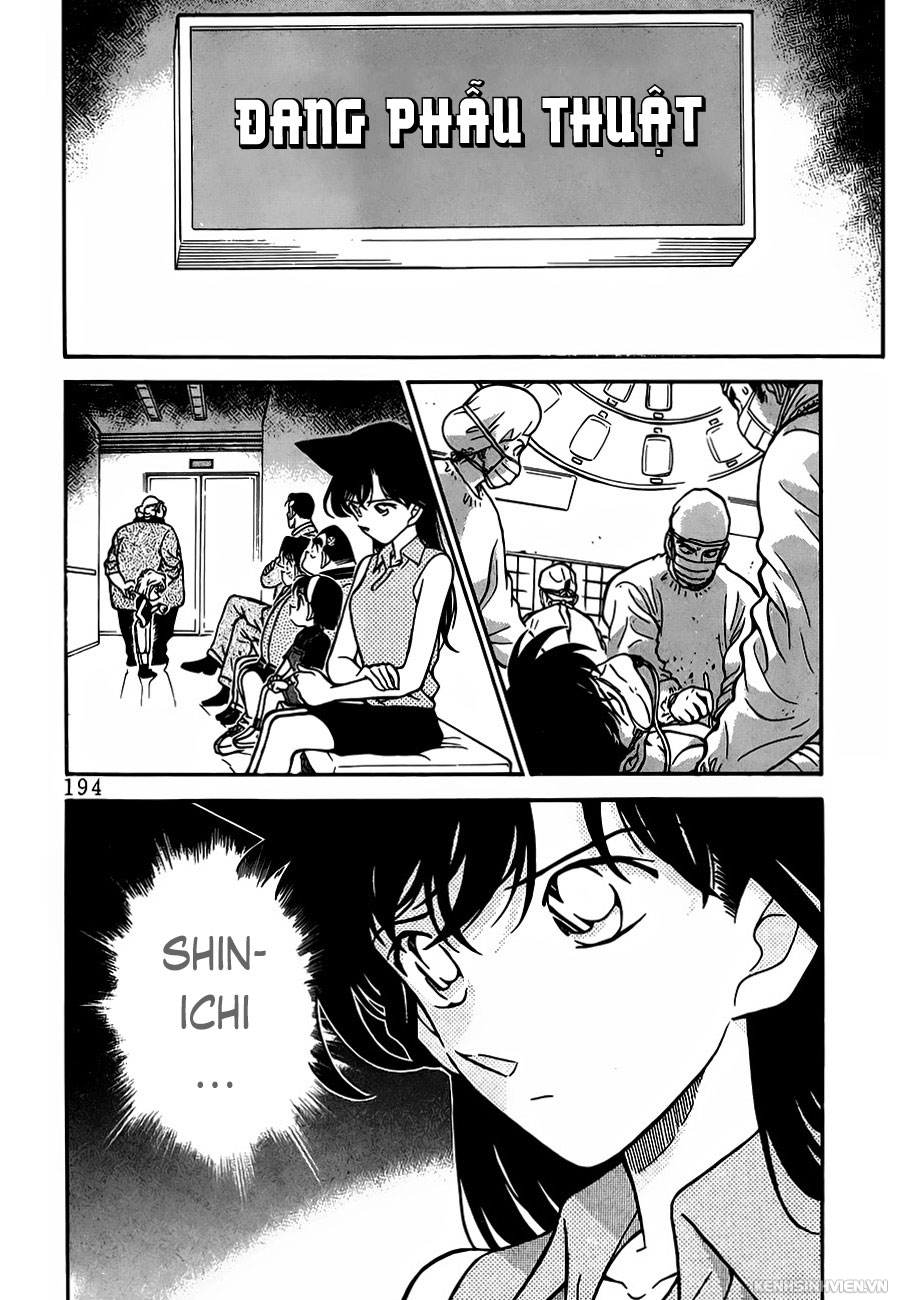 ĐANG PHẪU THUẬT
194
SHIN-
ICHI
...
KENHSINHVIEN.VN